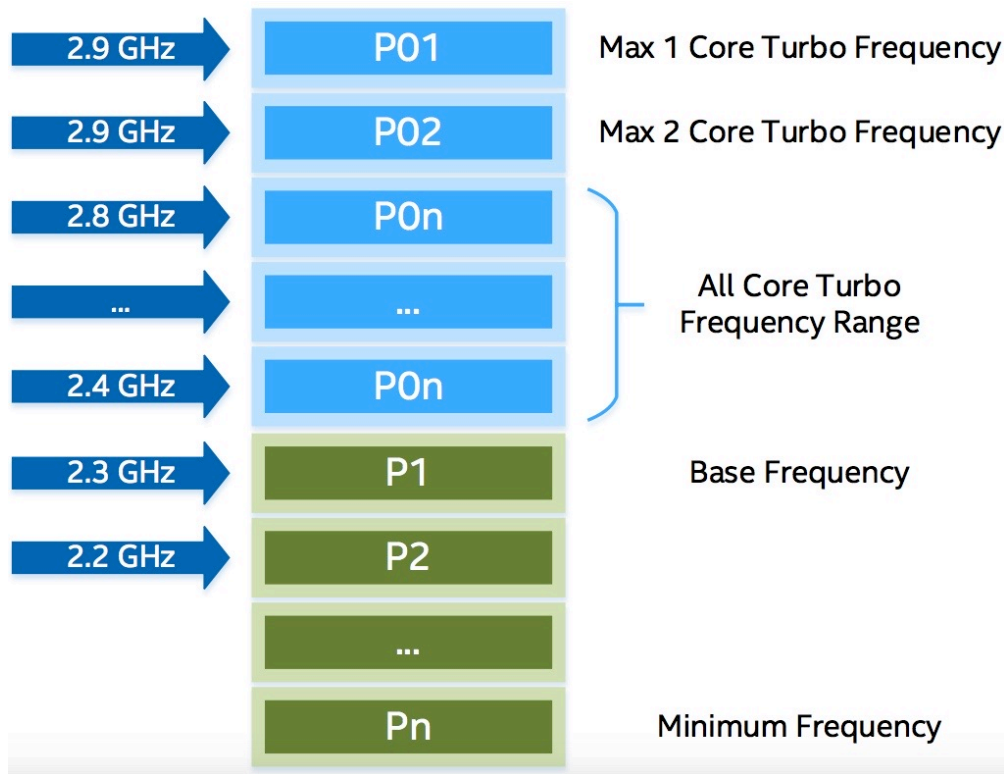 2.9 GHz P01 Max 1 Core Turbo Frequency
2.9 GHz P02 Max 2 Core Turbo Frequency
2.8 GHz P0n
All Core Turbo
... ...
Frequency Range
2.4 GHz P0n
2.3 GHz P1 Base Frequency
2.2 GHz P2
...
Pn Minimum Frequency